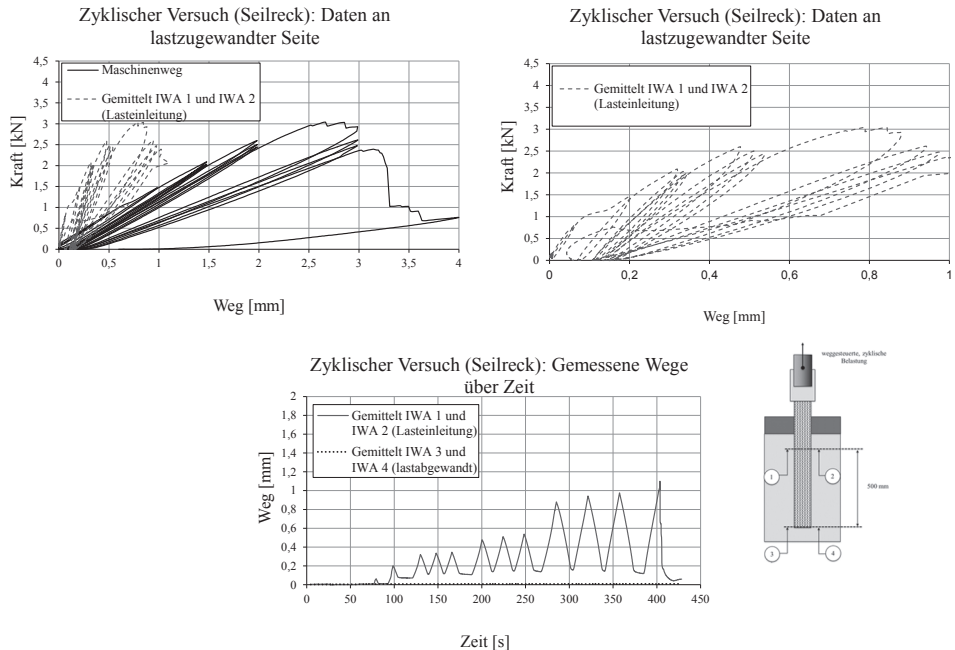 Zyklischer Versuch (Seilreck): Daten an
lastzugewandter Seite
4,5
4
3,5
3
2,5
2
1,5
1
0,5
0
Kraft [kN]
Maschinenweg
Gemittelt IWA 1 und IWA 2
(Lasteinleitung)
0 0,5 1 1,5 2 2,5 3 3,5 4
Weg [mm]
Zyklischer Versuch (Seilreck): Daten an
lastzugewandter Seite
4,5
4
3,5
3
2,5
2
1,5
1
0,5
0
Kraft [kN]
Gemittelt IWA 1 und IWA 2
(Lasteinleitung)
0 0,2 0,4 0,6 0,8 1
Weg [mm]
Zyklischer Versuch (Seilreck): Gemessene Wege
über Zeit
2
1,8
1,6
1,4
1,2
1
0,8
0,6
0,4
0,2
0
Weg [mm]
Gemittelt IWA 1 und
IWA 2 (Lasteinleitung)
Gemittelt IWA 3 und
IWA 4 (lastabgewandt)
0 50 100 150 200 250 300 350 400 450
Zeit [s]
weggesteuerte, zyklische
Belastung
1 2
500 mm
3 4